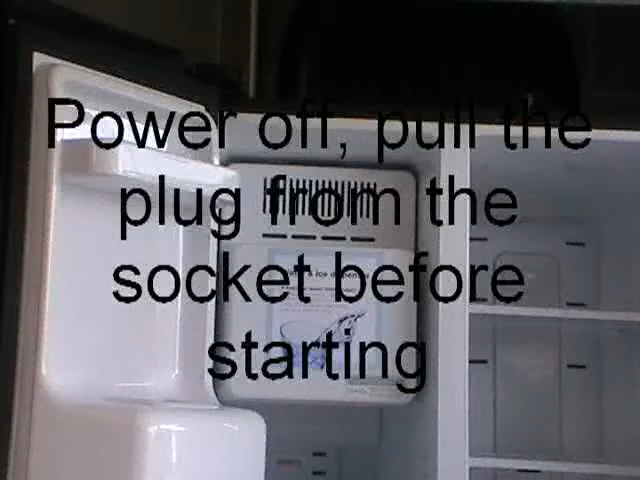 Power off, pull the
plug from the
socket before
starting